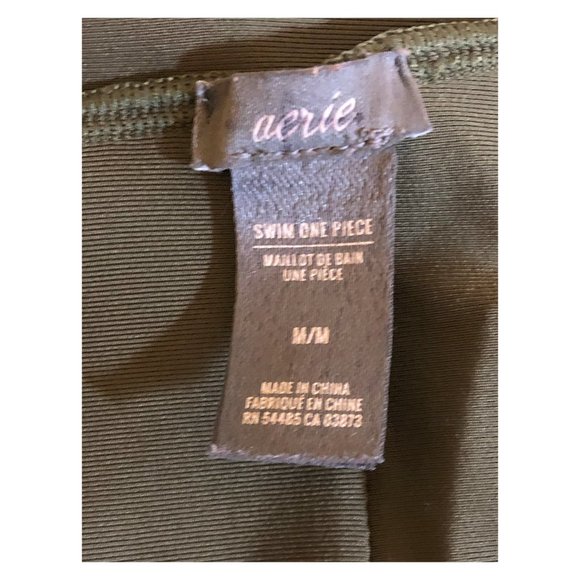 aerie
SWIM ONE PIECE
MAILLOT DE BAIN
UNE PIÈCE
M/M
MADE IN CHINA
FABRIQUÉ EN CHINE
RN 54485 CA 03873